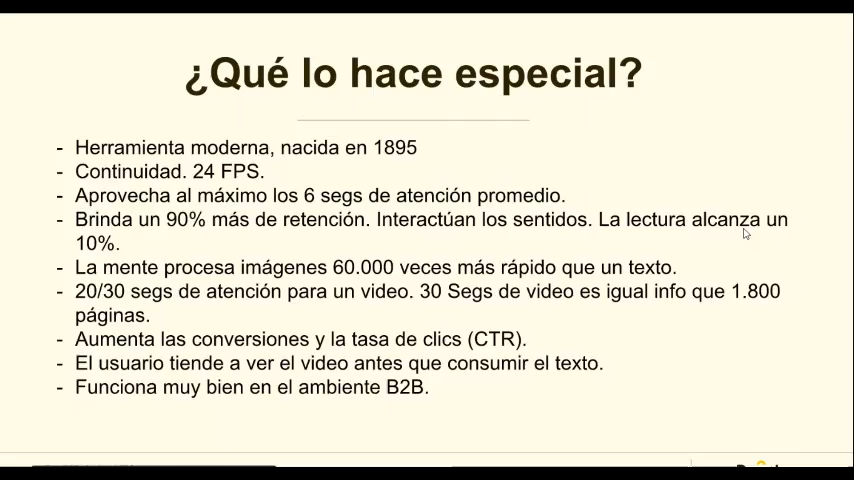 ¿Qué lo hace especial?
- Herramienta moderna, nacida en 1895
- Continuidad. 24 FPS.
- Aprovecha al máximo los 6 segs de atención promedio.
- Brinda un 90% más de retención. Interactúan los sentidos. La lectura alcanza un
10%.
- La mente procesa imágenes 60.000 veces más rápido que un texto.
- 20/30 segs de atención para un video. 30 Segs de video es igual info que 1.800
páginas.
- Aumenta las conversiones y la tasa de clics (CTR).
- El usuario tiende a ver el video antes que consumir el texto.
- Funciona muy bien en el ambiente B2B.